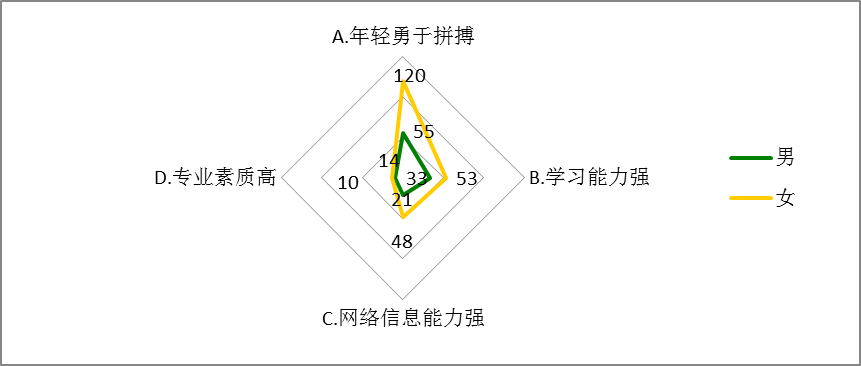 A.年轻勇于拼搏
120
55
男
14
D.专业素质高
10
33
53
B.学习能力强
女
21
48
C.网络信息能力强